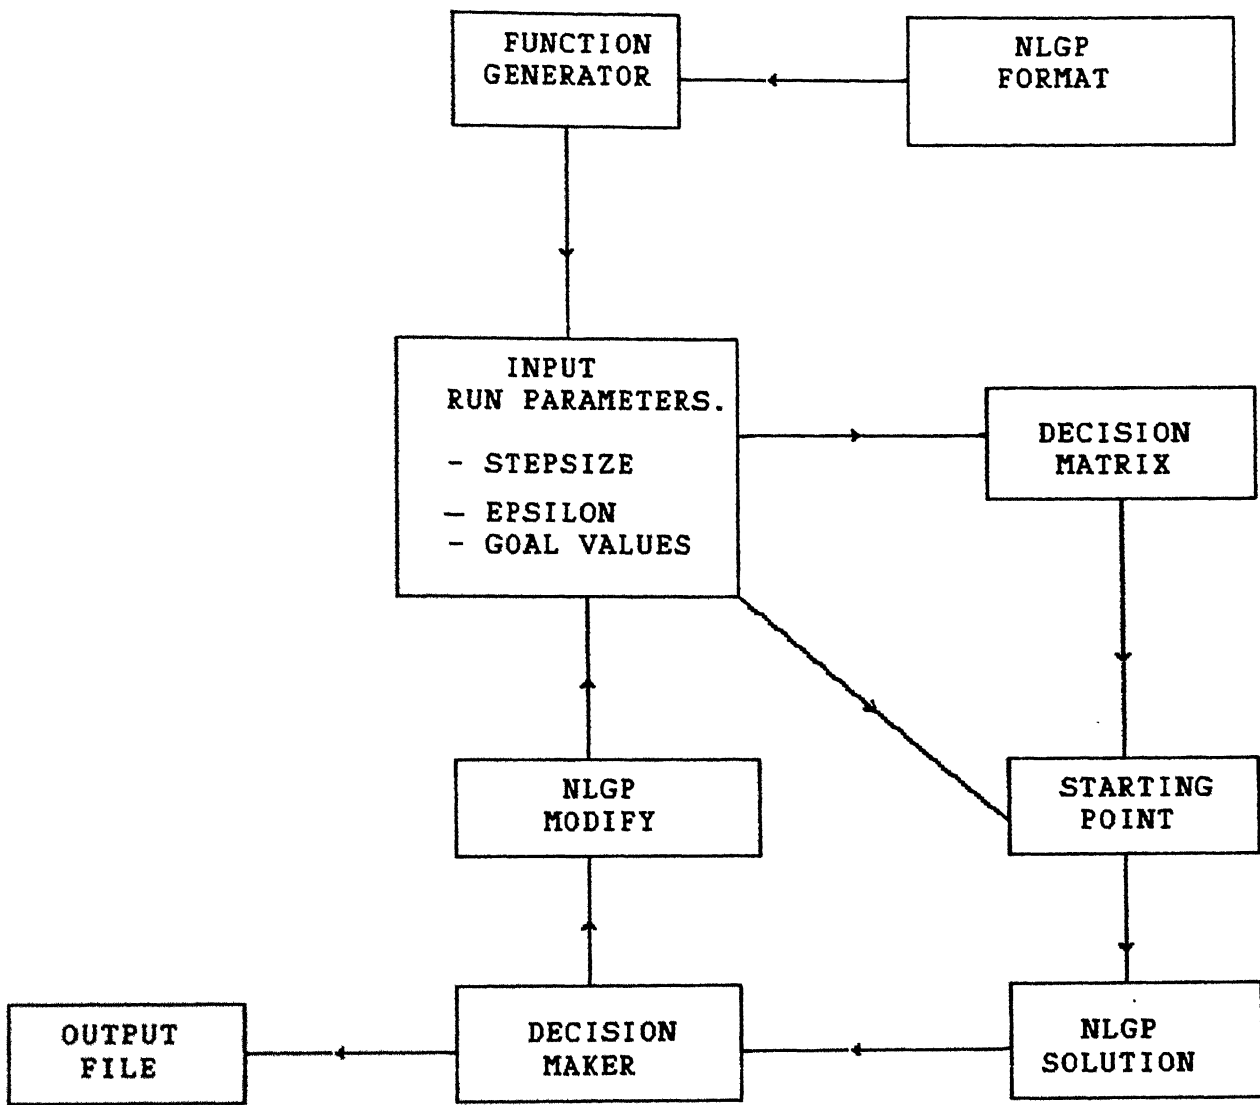 FUNCTION
GENERATOR
NLGP
FORMAT
INPUT
RUN PARAMETERS.
- STEPSIZE
- EPSILON
- GOAL VALUES
DECISION
MATRIX
NLGP
MODIFY
STARTING
POINT
OUTPUT
FILE
DECISION
MAKER
NLGP
SOLUTION